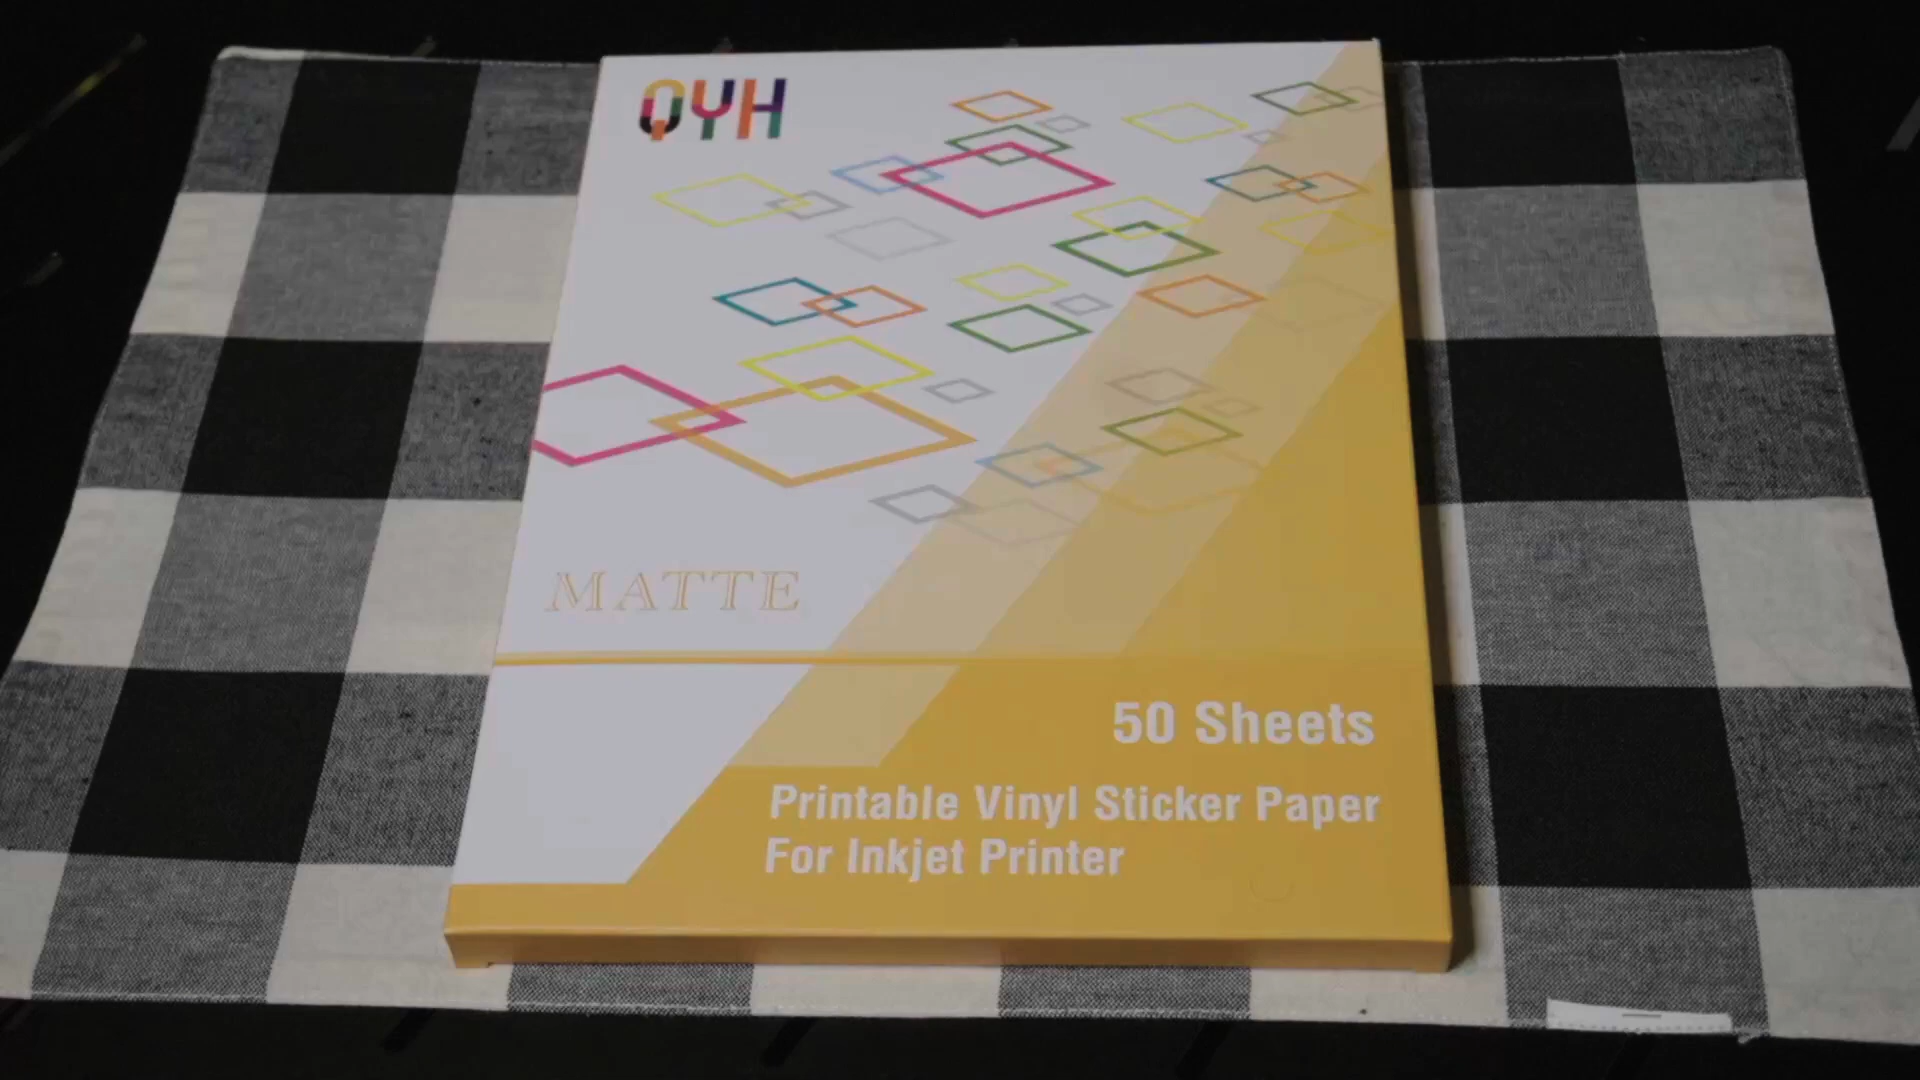 QYH
MATTE
50 Sheets
Printable Vinyl Sticker Paper
For Inkjet Printer